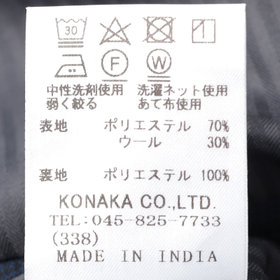 30 1
F W
中性洗剤使用 洗濯ネット使用
弱く絞る あて布使用
表地 ポリエステル 70%
ウール 30%
裏地 ポリエステル 100%
KONAKA CO.,LTD.
TEL:045-825-7733
(338)
MADE IN INDIA